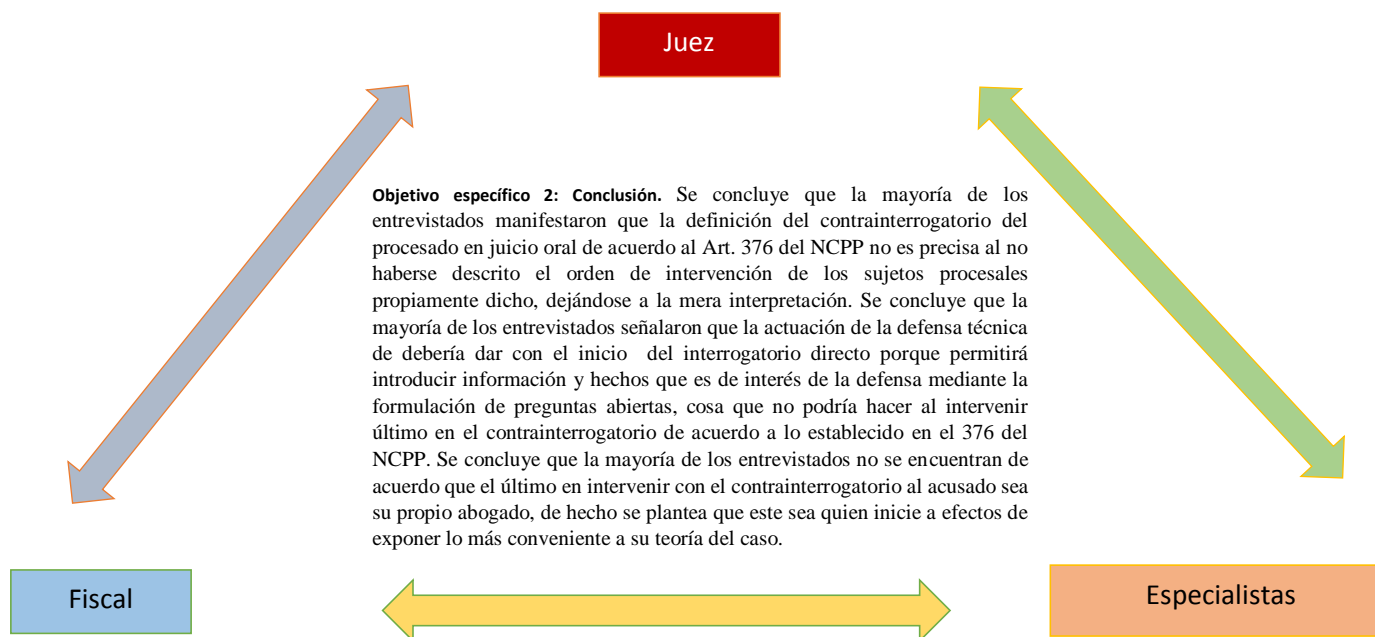 Juez
Objetivo específico 2: Conclusión. Se concluye que la mayoría de los
entrevistados manifestaron que la definición del contrainterrogatorio del
procesado en juicio oral de acuerdo al Art. 376 del NCPP no es precisa al no
haberse descrito el orden de intervención de los sujetos procesales
propiamente dicho, dejándose a la mera interpretación. Se concluye que la
mayoría de los entrevistados señalaron que la actuación de la defensa técnica
de debería dar con el inicio del interrogatorio directo porque permitirá
introducir información y hechos que es de interés de la defensa mediante la
formulación de preguntas abiertas, cosa que no podría hacer al intervenir
último en el contrainterrogatorio de acuerdo a lo establecido en el 376 del
NCPP. Se concluye que la mayoría de los entrevistados no se encuentran de
acuerdo que el último en intervenir con el contrainterrogatorio al acusado sea
su propio abogado, de hecho se plantea que este sea quien inicie a efectos de
exponer lo más conveniente a su teoría del caso.
Fiscal
Especialistas